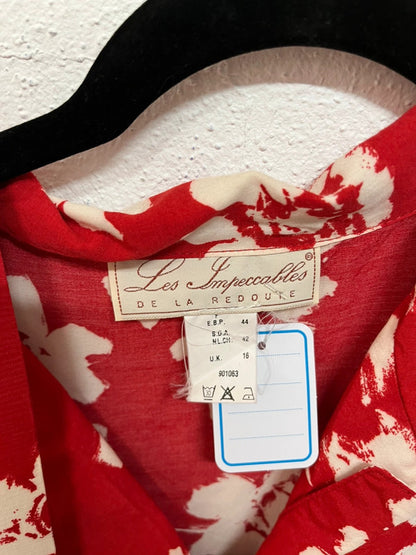 Les Impeccables ®
DE LA REDOUTE
F
E.B.P. 44
S.D.A.
NL.CH. 42
U.K. 16
901063